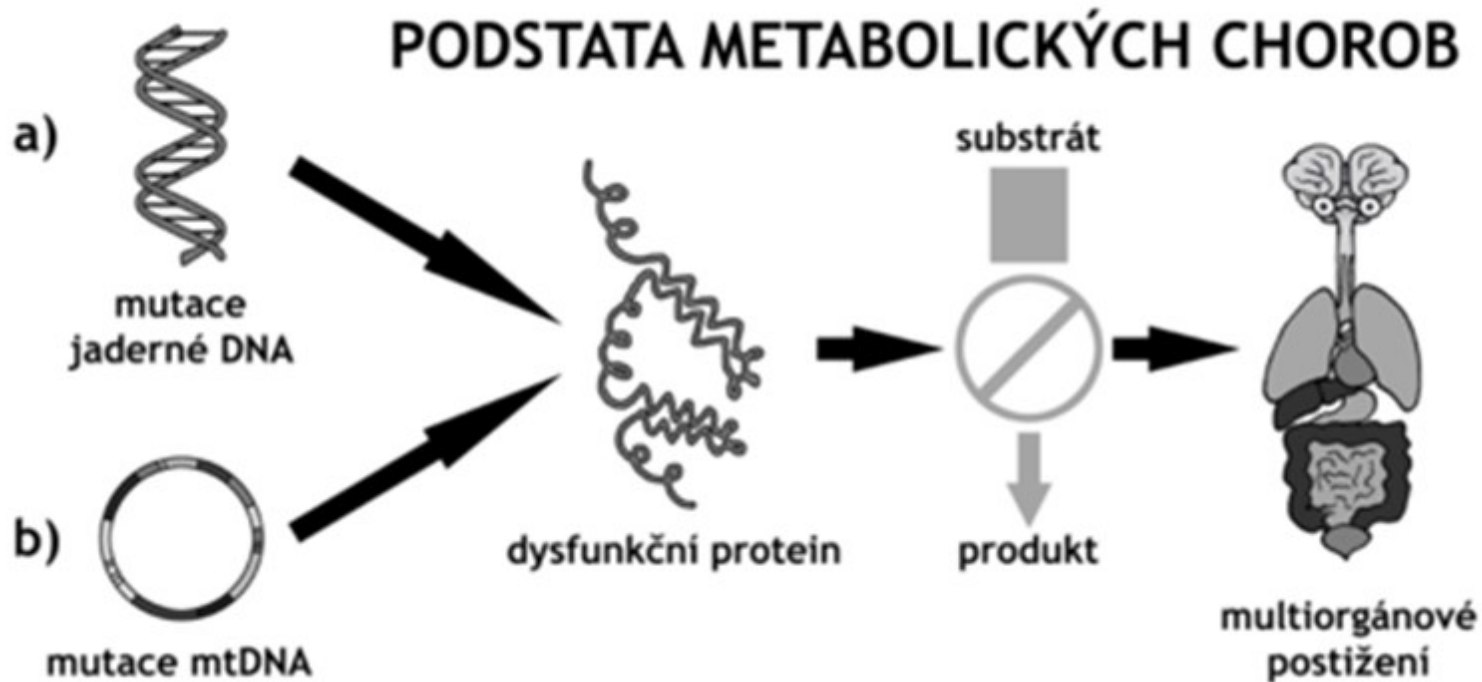 PODSTATA METABOLICKÝCH CHOROB
a)
mutace
jaderné DNA
b)
mutace mtDNA
dysfunkční protein
substrát
produkt
multiorgánové
postižení